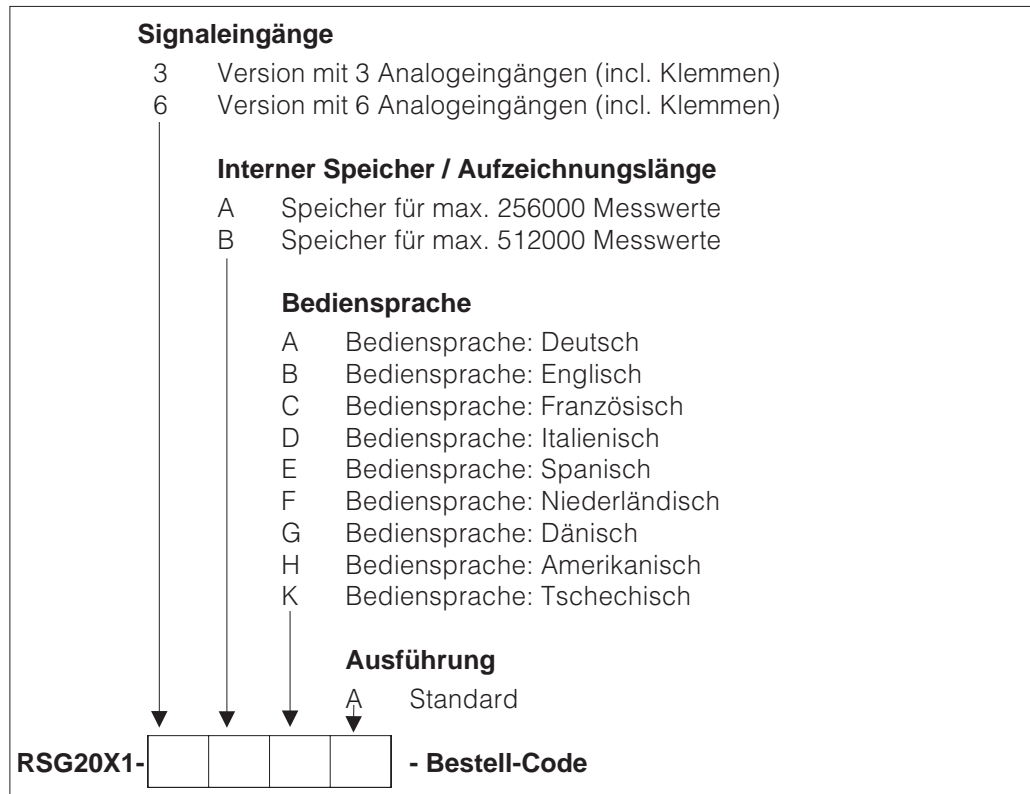 Signaleingänge
3 Version mit 3 Analogeingängen (incl. Klemmen)
6 Version mit 6 Analogeingängen (incl. Klemmen)
Interner Speicher / Aufzeichnungslänge
A Speicher für max. 256000 Messwerte
B Speicher für max. 512000 Messwerte
Bediensprache
A Bediensprache: Deutsch
B Bediensprache: Englisch
C Bediensprache: Französisch
D Bediensprache: Italienisch
E Bediensprache: Spanisch
F Bediensprache: Niederländisch
G Bediensprache: Dänisch
H Bediensprache: Amerikanisch
K Bediensprache: Tschechisch
Ausführung
A Standard
RSG20X1- - Bestell-Code